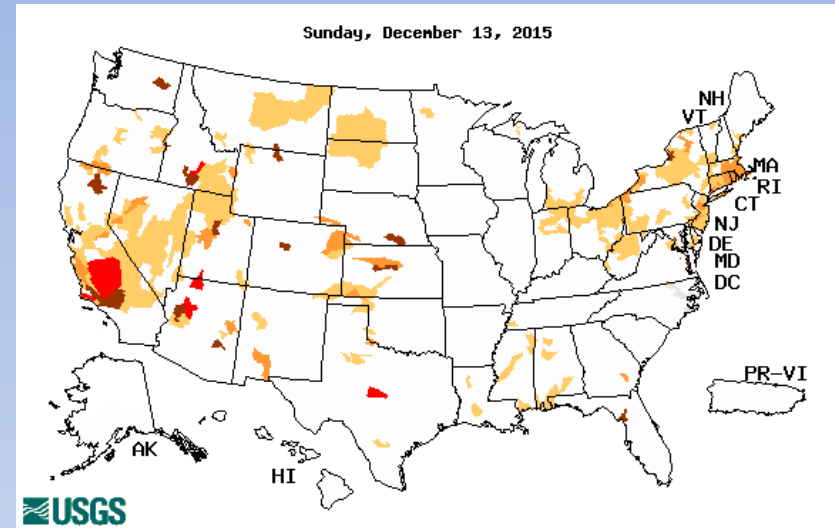 Sunday, December 13, 2015
NH
VT
MA
RI
CT
NJ
DE
MD
DC
PR-VI
AK
HI
USGS